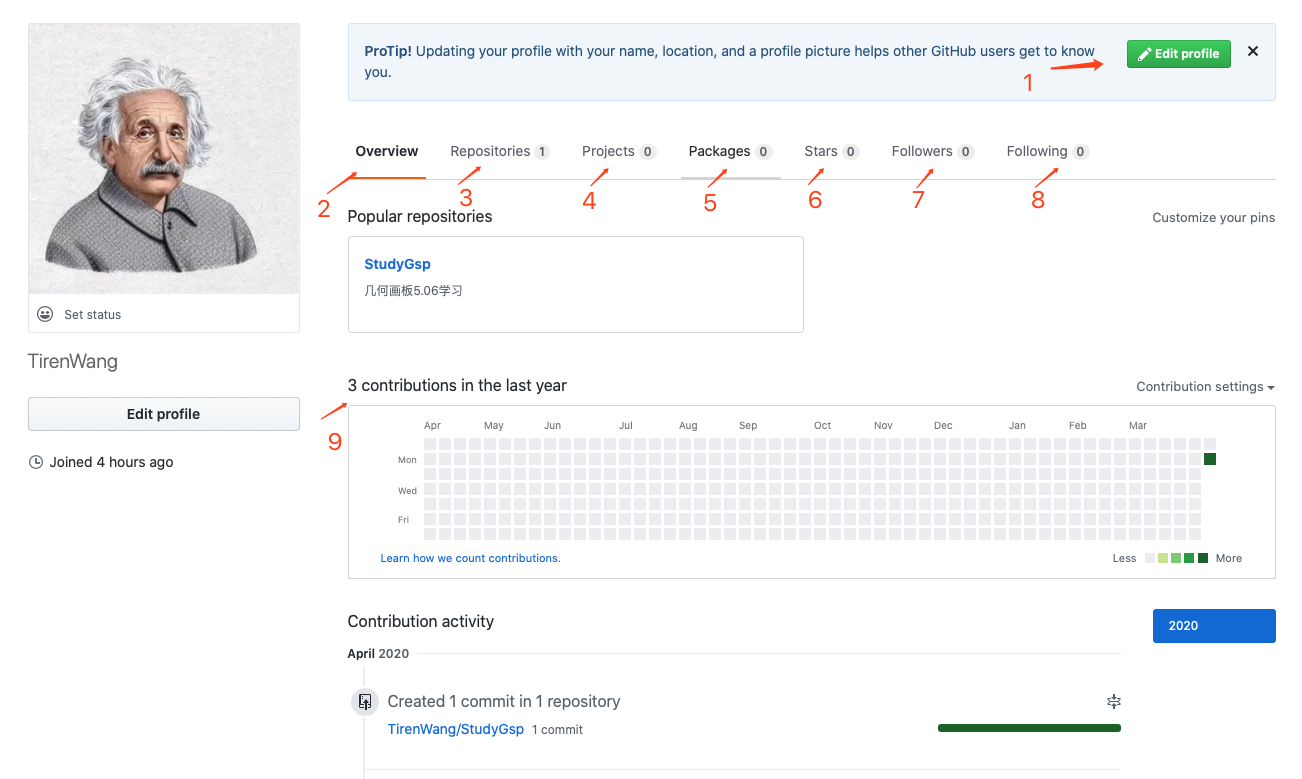 ProTip! Updating your profile with your name, location, and a profile picture helps other GitHub users get to know
you.
Edit profile
1
Overview
Repositories 1
Projects 0
Packages 0
Stars 0
Followers 0
Following 0
2
3
4
5
6
7
8
Popular repositories
Customize your pins
StudyGsp
几何画板5.06学习
Set status
TirenWang
Edit profile
Joined 4 hours ago
3 contributions in the last year
Contribution settings
9
Apr May Jun Jul Aug Sep Oct Nov Dec Jan Feb Mar
Mon
Wed
Fri
Learn how we count contributions.
Less
More
Contribution activity
2020
April 2020
Created 1 commit in 1 repository
TirenWang/StudyGsp 1 commit